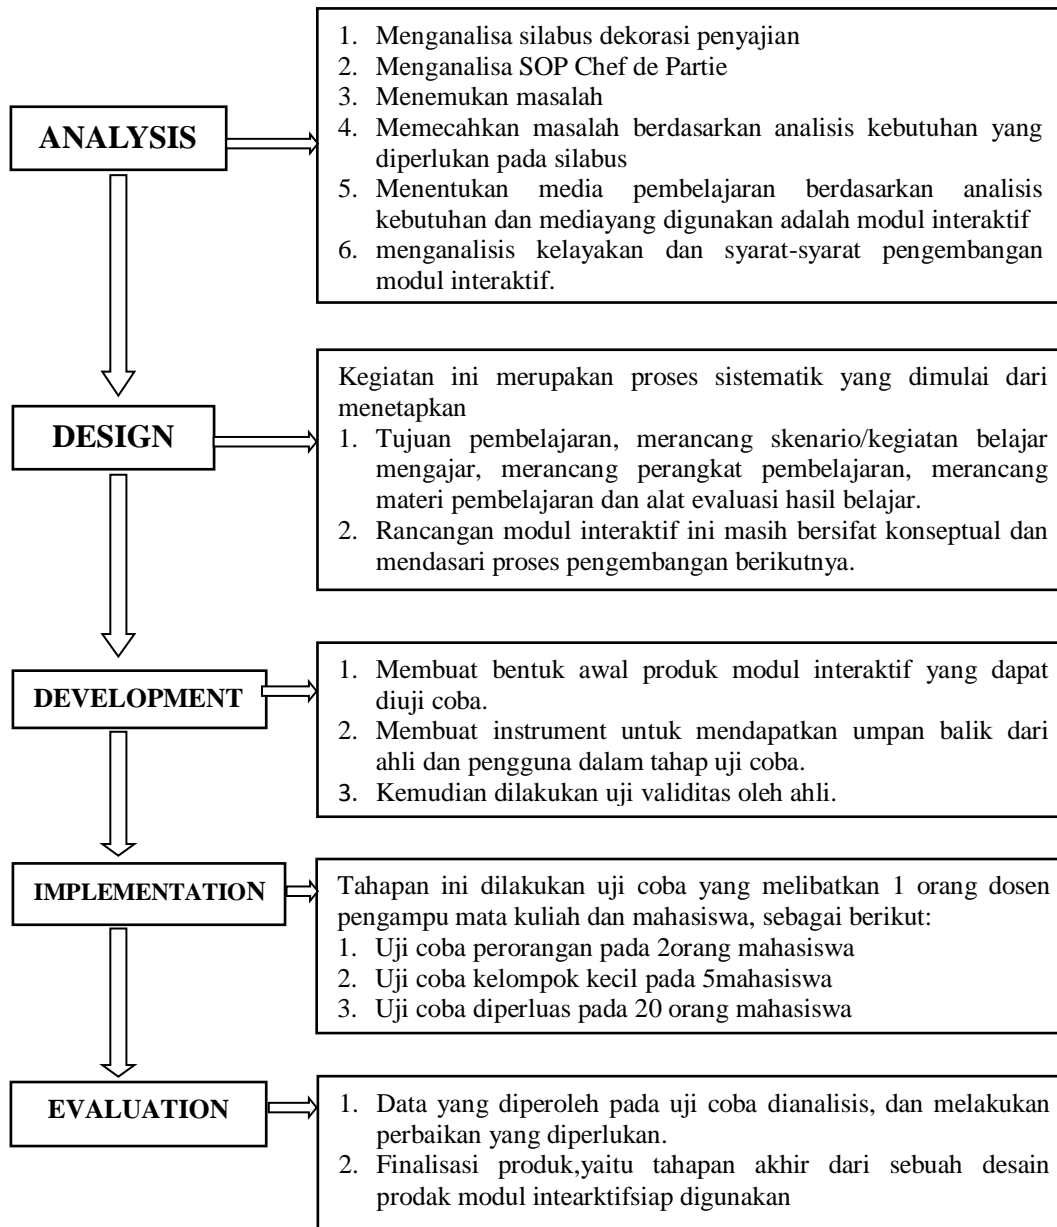 ANALYSIS
1. Menganalisa silabus dekorasi penyajian
2. Menganalisa SOP Chef de Partie
3. Menemukan masalah
4. Memecahkan masalah berdasarkan analisis kebutuhan yang
diperlukan pada silabus
5. Menentukan media pembelajaran berdasarkan analisis
kebutuhan dan mediayang digunakan adalah modul interaktif
6. menganalisis kelayakan dan syarat-syarat pengembangan
modul interaktif.
DESIGN
Kegiatan ini merupakan proses sistematik yang dimulai dari
menetapkan
1. Tujuan pembelajaran, merancang skenario/kegiatan belajar
mengajar, merancang perangkat pembelajaran, merancang
materi pembelajaran dan alat evaluasi hasil belajar.
2. Rancangan modul interaktif ini masih bersifat konseptual dan
mendasari proses pengembangan berikutnya.
DEVELOPMENT
1. Membuat bentuk awal produk modul interaktif yang dapat
diuji coba.
2. Membuat instrument untuk mendapatkan umpan balik dari
ahli dan pengguna dalam tahap uji coba.
3. Kemudian dilakukan uji validitas oleh ahli.
IMPLEMENTATION
Tahapan ini dilakukan uji coba yang melibatkan 1 orang dosen
pengampu mata kuliah dan mahasiswa, sebagai berikut:
1. Uji coba perorangan pada 2orang mahasiswa
2. Uji coba kelompok kecil pada 5mahasiswa
3. Uji coba diperluas pada 20 orang mahasiswa
EVALUATION
1. Data yang diperoleh pada uji coba dianalisis, dan melakukan
perbaikan yang diperlukan.
2. Finalisasi produk,yaitu tahapan akhir dari sebuah desain
prodak modul intearktifsiap digunakan